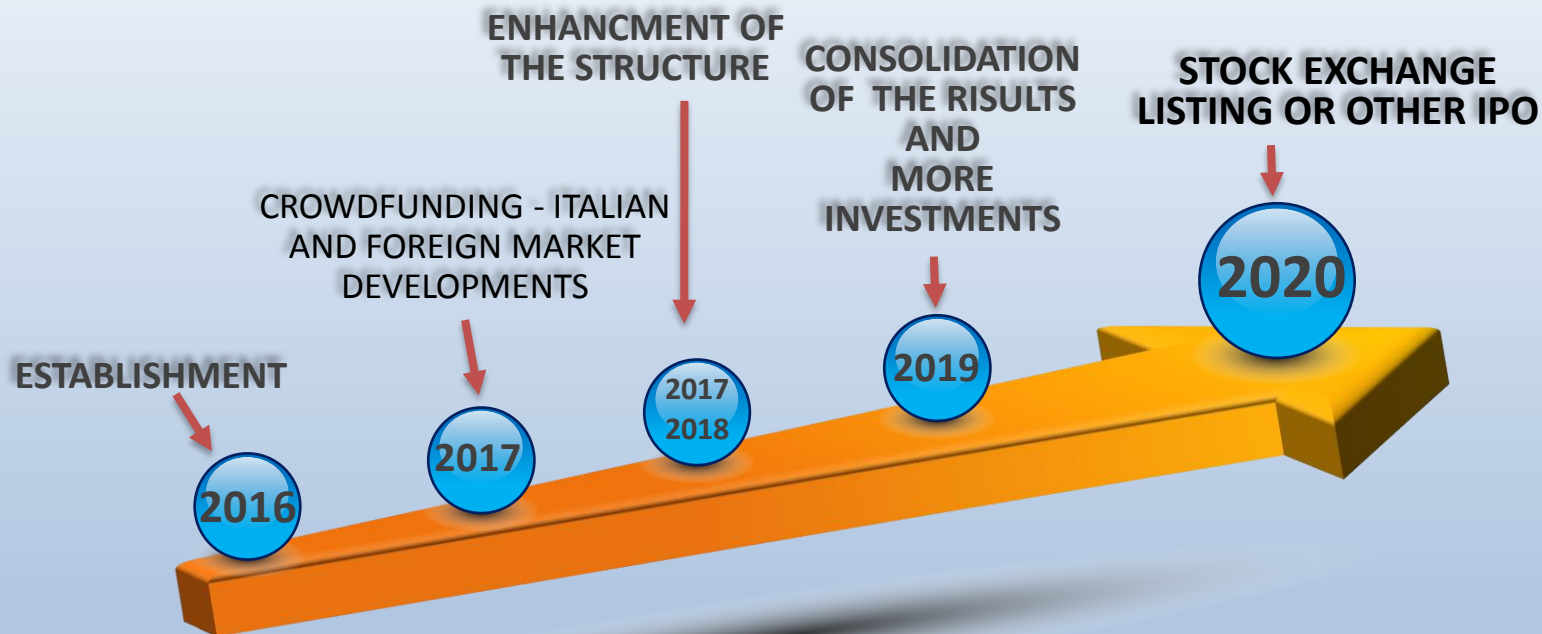 ESTABLISHMENT
2016
CROWDFUNDING - ITALIAN
AND FOREIGN MARKET
DEVELOPMENTS
2017
ENHANCMENT OF
THE STRUCTURE
2017
2018
CONSOLIDATION
OF THE RISULTS
AND
MORE
INVESTMENTS
2019
STOCK EXCHANGE
LISTING OR OTHER IPO
2020